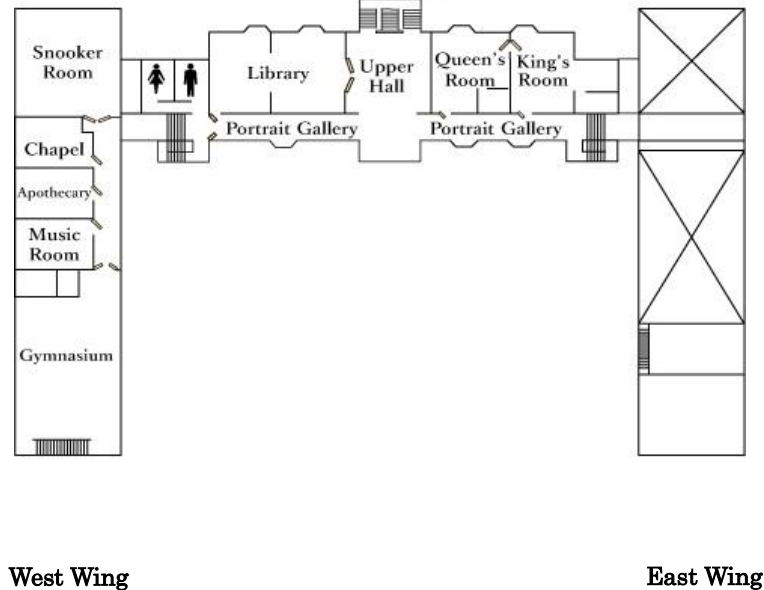 Snooker
Room
Library
Upper
Hall
Queen's
Room
King's
Room
Portrait Gallery
Portrait Gallery
Chapel
Apothecary
Music
Room
Gymnasium
West Wing
East Wing